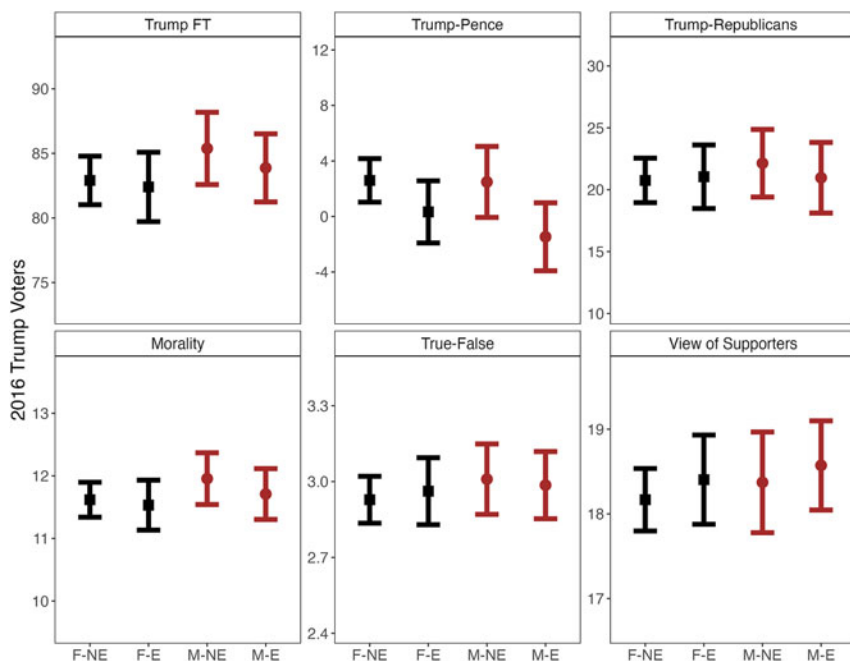 2016 Trump Voters
Trump FT
90
85
80
75
Trump-Pence
12
8
4
0
-4
Trump-Republicans
30
25
20
15
10
Morality
13
12
11
10
F-NE F-E M-NE M-E
True-False
3.3
3.0
2.7
2.4
F-NE F-E M-NE M-E
View of Supporters
19
18
17
F-NE F-E M-NE M-E